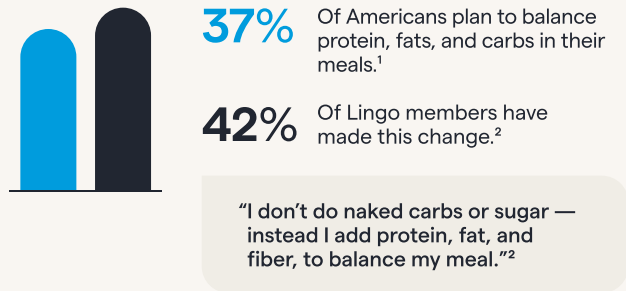 37%
Of Americans plan to balance
protein, fats, and carbs in their
meals.¹
42%
Of Lingo members have
made this change.²
“I don’t do naked carbs or sugar —
instead I add protein, fat, and
fiber, to balance my meal.”²